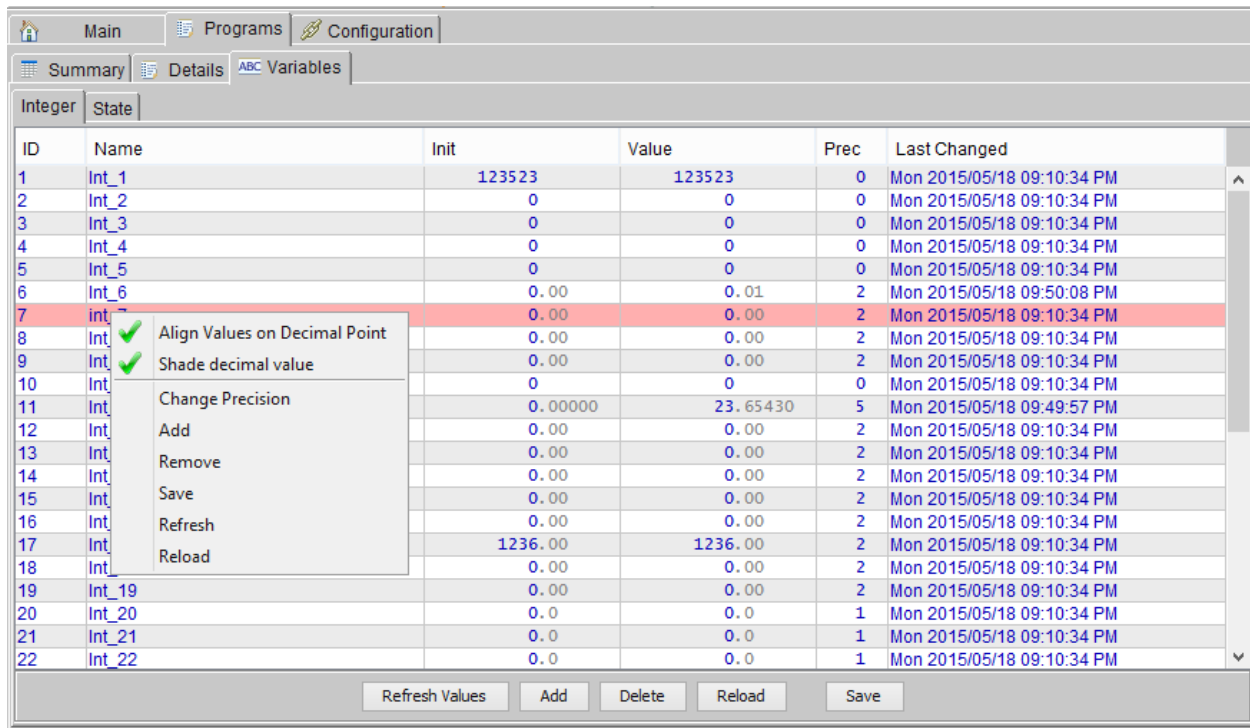 Main Programs Configuration
Summary Details ABC Variables
Integer State
ID Name Init Value Prec Last Changed
1 Int_1 123523 123523 0 Mon 2015/05/18 09:10:34 PM
2 Int_2 0 0 0 Mon 2015/05/18 09:10:34 PM
3 Int_3 0 0 0 Mon 2015/05/18 09:10:34 PM
4 Int_4 0 0 0 Mon 2015/05/18 09:10:34 PM
5 Int_5 0 0 0 Mon 2015/05/18 09:10:34 PM
6 Int_6 0.00 0.01 2 Mon 2015/05/18 09:50:08 PM
7 int_7 0.00 0.00 2 Mon 2015/05/18 09:10:34 PM
8 Int 0.00 0.00 2 Mon 2015/05/18 09:10:34 PM
9 Int 0.00 0.00 2 Mon 2015/05/18 09:10:34 PM
10 Int 0 0 0 Mon 2015/05/18 09:10:34 PM
11 Int 0.00000 23.65430 5 Mon 2015/05/18 09:49:57 PM
12 Int 0.00 0.00 2 Mon 2015/05/18 09:10:34 PM
13 Int 0.00 0.00 2 Mon 2015/05/18 09:10:34 PM
14 Int 0.00 0.00 2 Mon 2015/05/18 09:10:34 PM
15 Int 0.00 0.00 2 Mon 2015/05/18 09:10:34 PM
16 Int 0.00 0.00 2 Mon 2015/05/18 09:10:34 PM
17 Int 1236.00 1236.00 2 Mon 2015/05/18 09:10:34 PM
18 Int 0.00 0.00 2 Mon 2015/05/18 09:10:34 PM
19 Int_19 0.00 0.00 2 Mon 2015/05/18 09:10:34 PM
20 Int_20 0.0 0.0 1 Mon 2015/05/18 09:10:34 PM
21 Int_21 0.0 0.0 1 Mon 2015/05/18 09:10:34 PM
22 Int_22 0.0 0.0 1 Mon 2015/05/18 09:10:34 PM
Align Values on Decimal Point
Shade decimal value
Change Precision
Add
Remove
Save
Refresh
Reload
Refresh Values Add Delete Reload Save